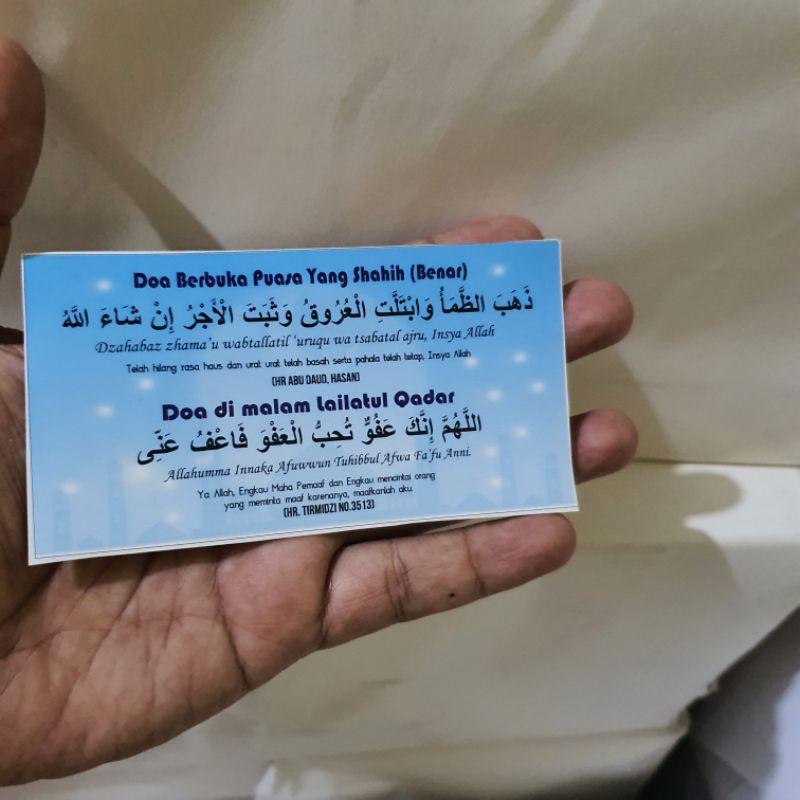 Doa Berbuka Puasa Yang Shahih (Benar)
ذَهَبَ الظَّمَأُ وَابْتَلَّتِ الْعُرُوقُ وَثَبَتَ الْأَجْرُ إِنْ شَاءَ اللَّهُ
Dzahabaz zhama'u wabtallatil 'uruqu wa tsabatal ajru, Insya Allah
Telah hilang rasa haus dan urat urat telah basah serta pahala telah tetap, Insya Allah
(HR ABU DAUD, HASAN)
Doa di malam Lailatul Qadar
اللَّهُمَّ إِنَّكَ عَفُوٌّ تُحِبُّ الْعَفْوَ فَاعْفُ عَنِّى
Allahumma Innaka Afuwwun Tuhibbul Afwa Fa'fu Anni.
Ya Allah, Engkau Maha Pemaaf dan Engkau mencintai orang
yang meminta maaf karenanya, maafkanlah aku.
(HR. TIRMIDZI NO.3513)